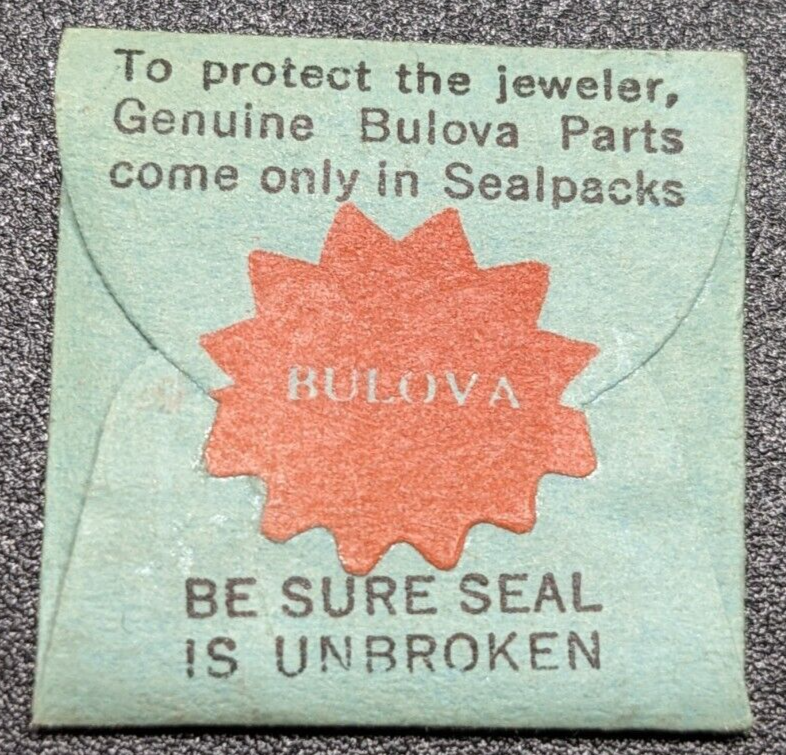 To protect the jeweler,
Genuine Bulova Parts
come only in Sealpacks
BULOVA
BE SURE SEAL
IS UNBROKEN